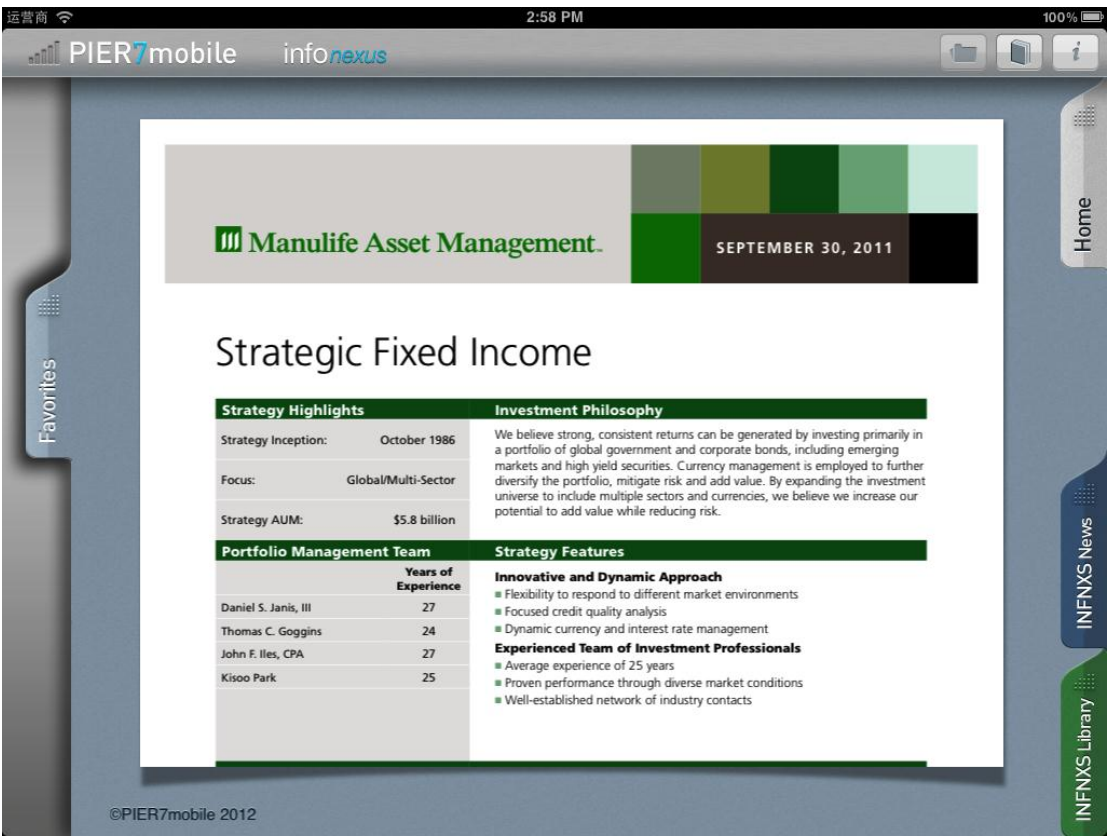 运营商 2:58 PM 100%
PIER7mobile infonexus
i
Favorites
Home
INFNXS News
INFNXS Library
Manulife Asset Management™
SEPTEMBER 30, 2011
Strategic Fixed Income
Strategy Highlights
Strategy Inception: October 1986
Focus: Global/Multi-Sector
Strategy AUM: $5.8 billion
Investment Philosophy
We believe strong, consistent returns can be generated by investing primarily in
a portfolio of global government and corporate bonds, including emerging
markets and high yield securities. Currency management is employed to further
diversify the portfolio, mitigate risk and add value. By expanding the investment
universe to include multiple sectors and currencies, we believe we increase our
potential to add value while reducing risk.
Portfolio Management Team
Years of
Experience
Daniel S. Janis, III 27
Thomas C. Goggins 24
John F. Iles, CPA 27
Kisoo Park 25
Strategy Features
Innovative and Dynamic Approach
■ Flexibility to respond to different market environments
■ Focused credit quality analysis
■ Dynamic currency and interest rate management
Experienced Team of Investment Professionals
■ Average experience of 25 years
■ Proven performance through diverse market conditions
■ Well-established network of industry contacts
©PIER7mobile 2012